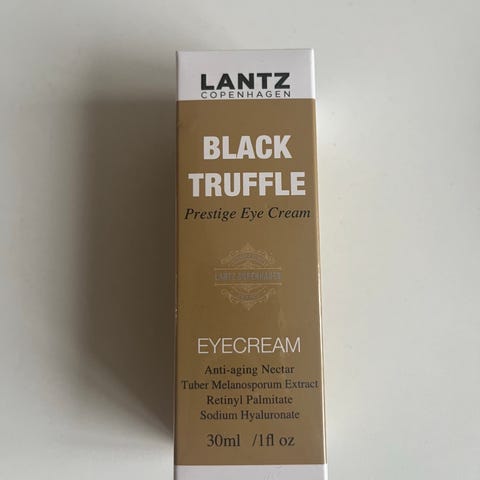 LANTZ
COPENHAGEN
BLACK
TRUFFLE
Prestige Eye Cream
LANTZ COPENHAGEN
EYECREAM
Anti-aging Nectar
Tuber Melanosporum Extract
Retinyl Palmitate
Sodium Hyaluronate
30ml /1fl oz